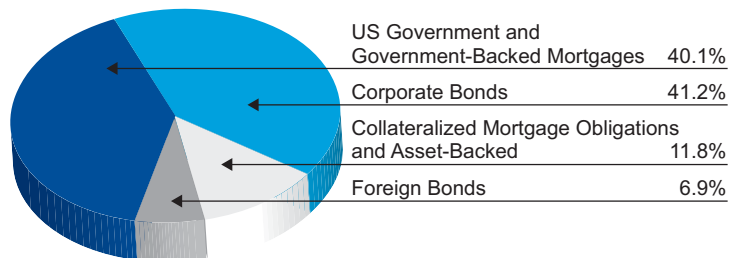 US Government and
Government-Backed Mortgages 40.1%
Corporate Bonds 41.2%
Collateralized Mortgage Obligations
and Asset-Backed 11.8%
Foreign Bonds 6.9%